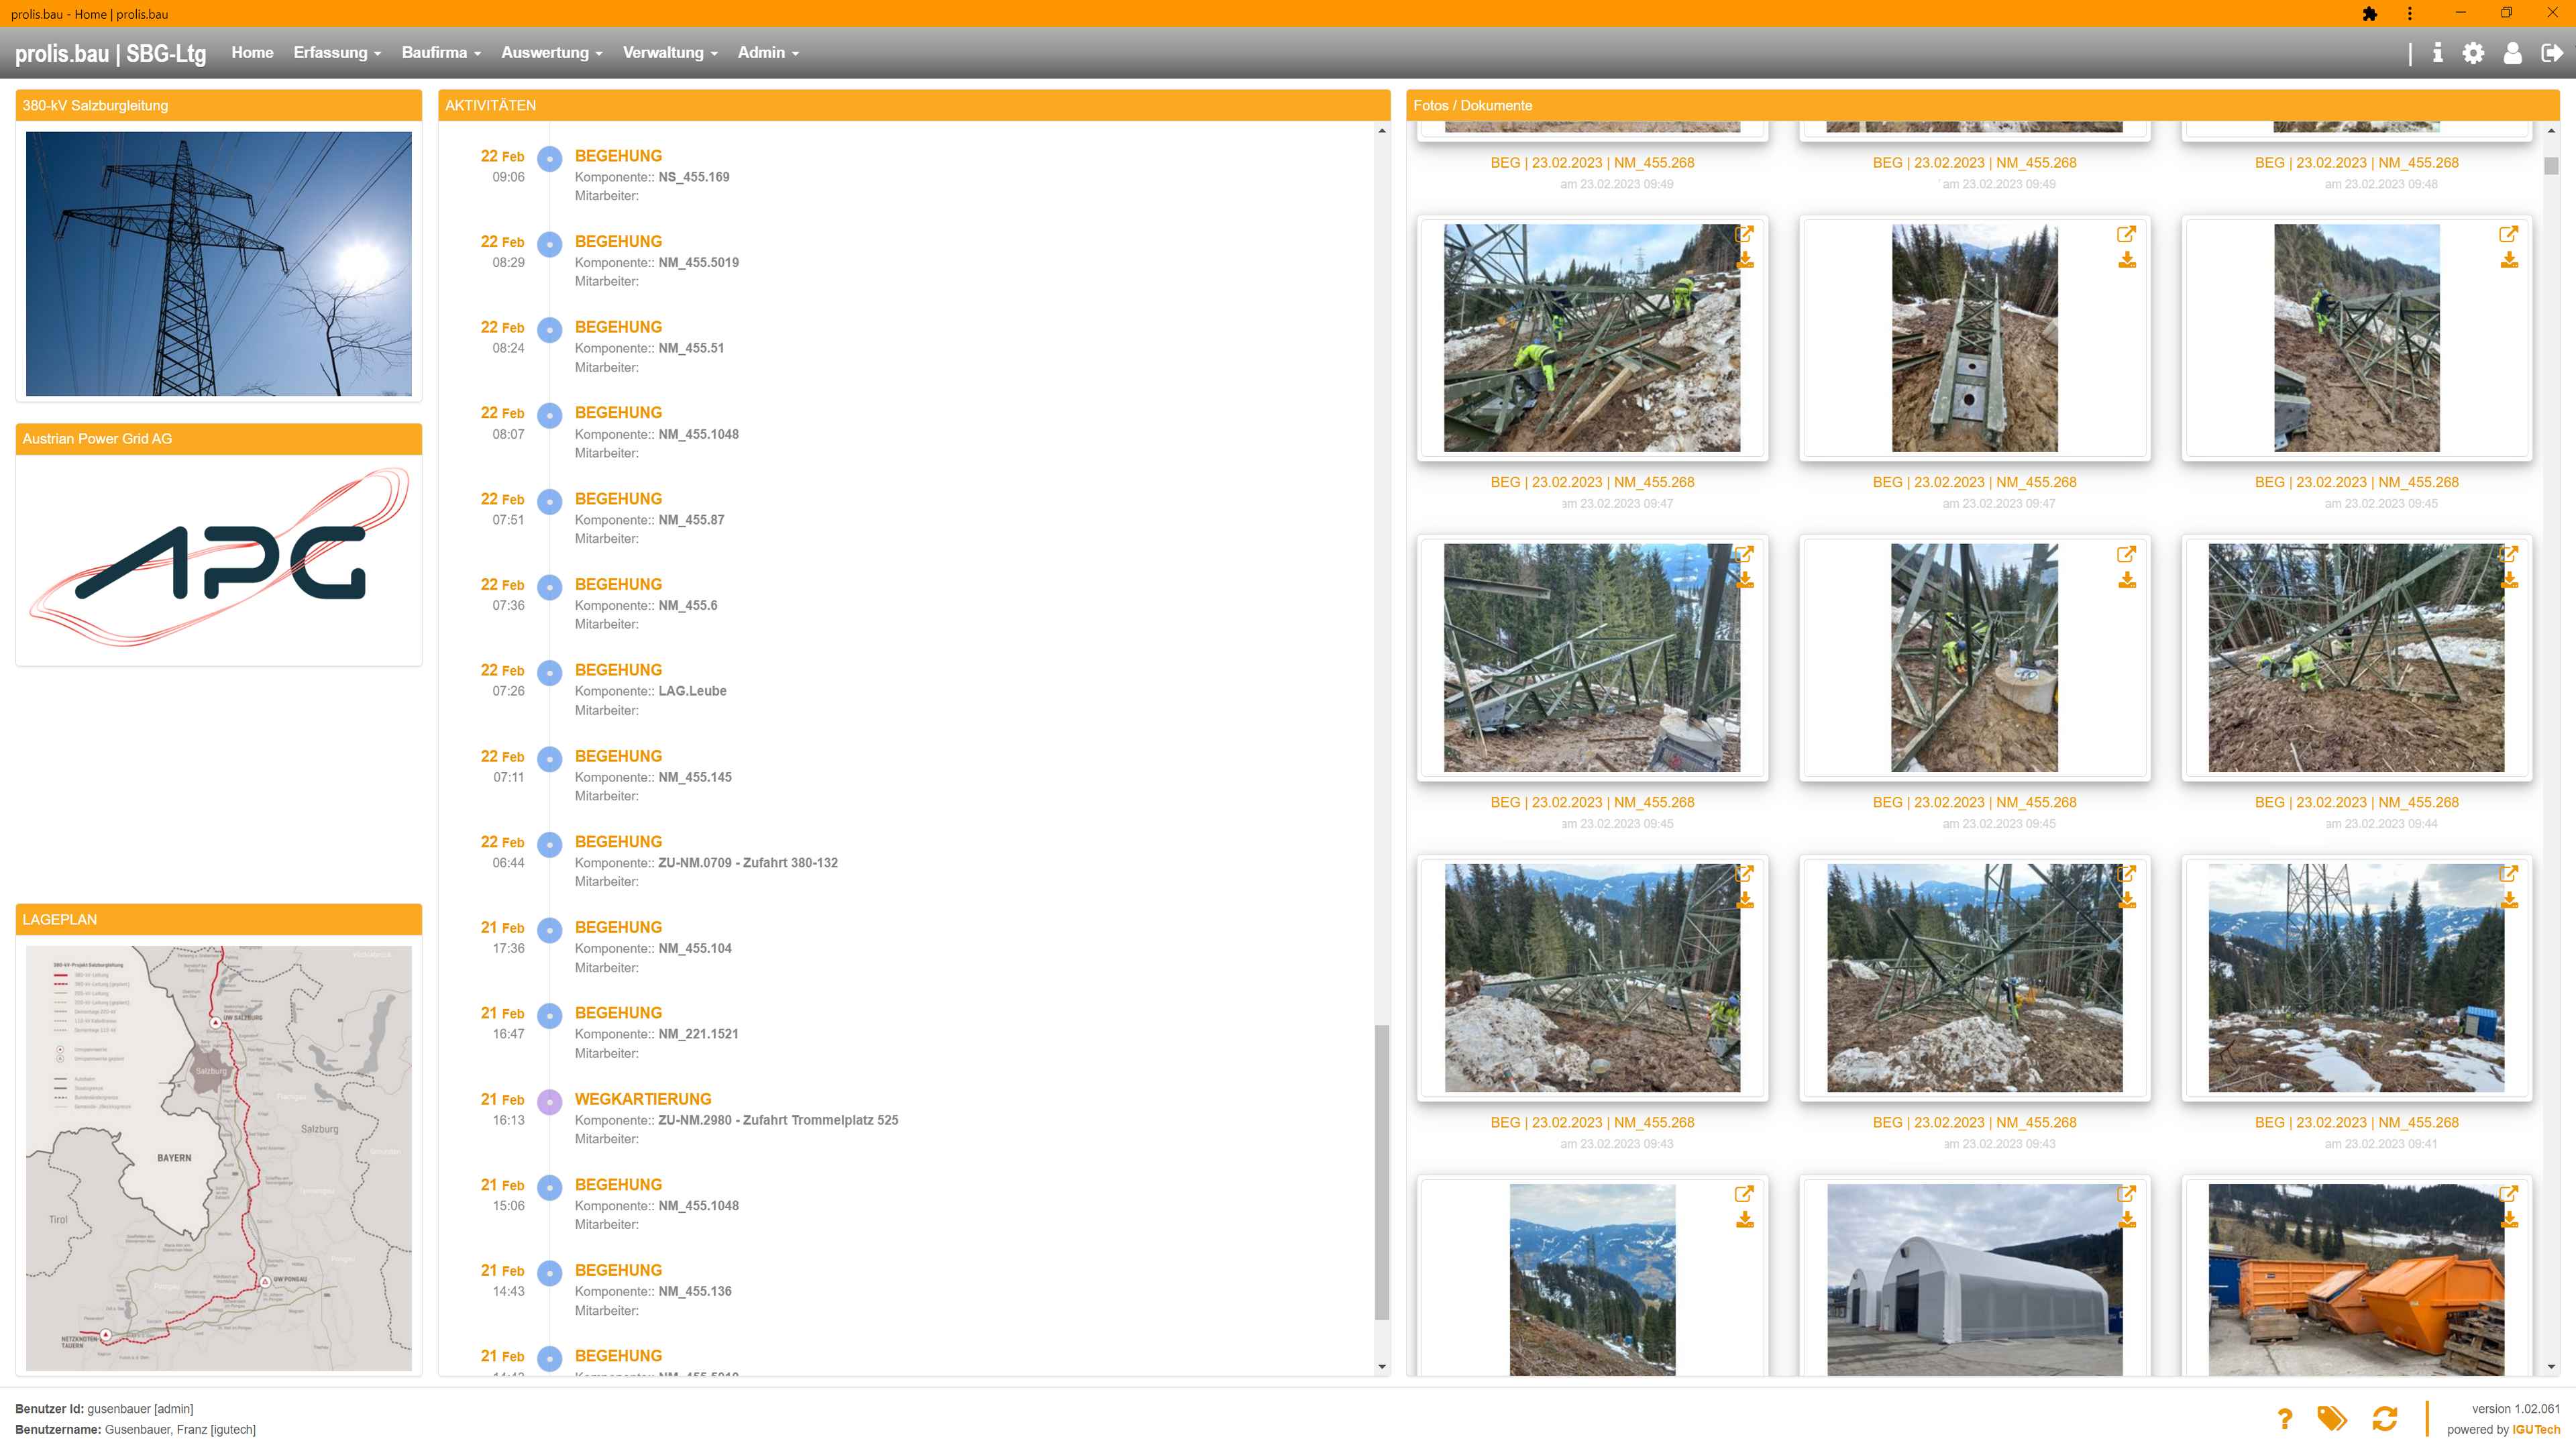 prolis.bau - Home | prolis.bau
prolis.bau | SBG-Ltg Home Erfassung Baufirma Auswertung Verwaltung Admin
380-kV Salzburgleitung
Austrian Power Grid AG
APG
LAGEPLAN
380-kV-Projekt Salzburgleitung
UW SALZBURG
Salzburg
Salzburg
BAYERN
Tirol
UW PONGAU
NETZKNOTEN
TAUERN
AKTIVITÄTEN
22 Feb BEGEHUNG
09:06 Komponente:: NS_455.169
Mitarbeiter:
22 Feb BEGEHUNG
08:29 Komponente:: NM_455.5019
Mitarbeiter:
22 Feb BEGEHUNG
08:24 Komponente:: NM_455.51
Mitarbeiter:
22 Feb BEGEHUNG
08:07 Komponente:: NM_455.1048
Mitarbeiter:
22 Feb BEGEHUNG
07:51 Komponente:: NM_455.87
Mitarbeiter:
22 Feb BEGEHUNG
07:36 Komponente:: NM_455.6
Mitarbeiter:
22 Feb BEGEHUNG
07:26 Komponente:: LAG.Leube
Mitarbeiter:
22 Feb BEGEHUNG
07:11 Komponente:: NM_455.145
Mitarbeiter:
22 Feb BEGEHUNG
06:44 Komponente:: ZU-NM.0709 - Zufahrt 380-132
Mitarbeiter:
21 Feb BEGEHUNG
17:36 Komponente:: NM_455.104
Mitarbeiter:
21 Feb BEGEHUNG
16:47 Komponente:: NM_221.1521
Mitarbeiter:
21 Feb WEGKARTIERUNG
16:13 Komponente:: ZU-NM.2980 - Zufahrt Trommelplatz 525
Mitarbeiter:
21 Feb BEGEHUNG
15:06 Komponente:: NM_455.1048
Mitarbeiter:
21 Feb BEGEHUNG
14:43 Komponente:: NM_455.136
Mitarbeiter:
21 Feb BEGEHUNG
Fotos / Dokumente
BEG | 23.02.2023 | NM_455.268 BEG | 23.02.2023 | NM_455.268 BEG | 23.02.2023 | NM_455.268
am 23.02.2023 09:49 am 23.02.2023 09:49 am 23.02.2023 09:48
BEG | 23.02.2023 | NM_455.268 BEG | 23.02.2023 | NM_455.268 BEG | 23.02.2023 | NM_455.268
am 23.02.2023 09:47 am 23.02.2023 09:47 am 23.02.2023 09:45
BEG | 23.02.2023 | NM_455.268 BEG | 23.02.2023 | NM_455.268 BEG | 23.02.2023 | NM_455.268
am 23.02.2023 09:45 am 23.02.2023 09:45 am 23.02.2023 09:44
BEG | 23.02.2023 | NM_455.268 BEG | 23.02.2023 | NM_455.268 BEG | 23.02.2023 | NM_455.268
am 23.02.2023 09:43 am 23.02.2023 09:43 am 23.02.2023 09:41
Benutzer Id: gusenbauer [admin]
Benutzername: Gusenbauer, Franz [igutech]
version 1.02.061
powered by IGUTech